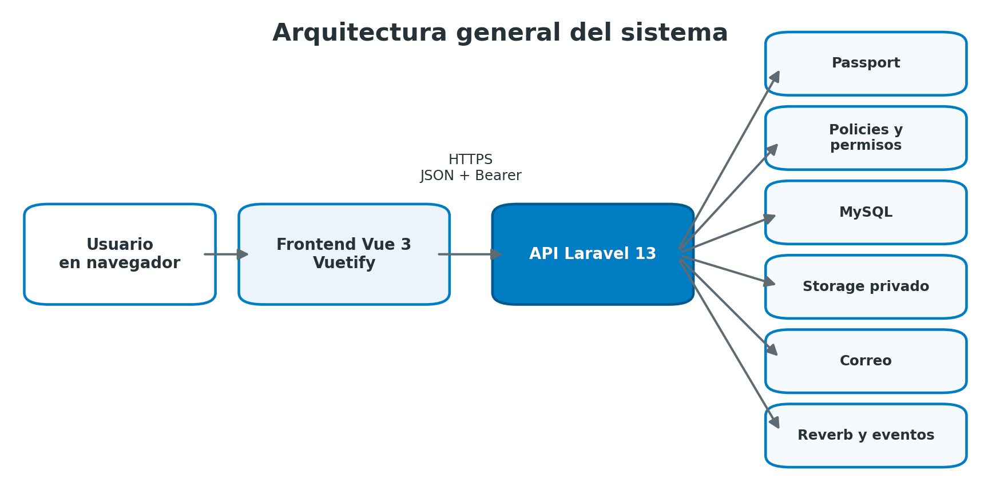 Arquitectura general del sistema
Usuario
en navegador
Frontend Vue 3
Vuetify
HTTPS
JSON + Bearer
API Laravel 13
Passport
Policies y
permisos
MySQL
Storage privado
Correo
Reverb y eventos